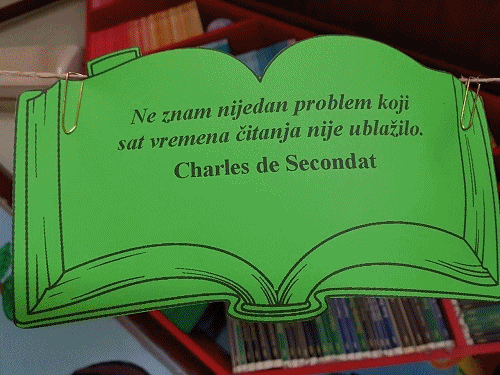 Ne znam nijedan problem koji
sat vremena čitanja nije ublažilo.
Charles de Secondat